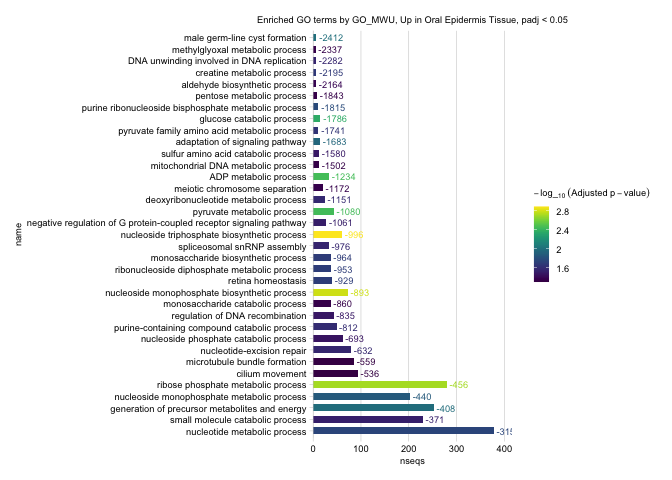 Enriched GO terms by GO_MWU, Up in Oral Epidermis Tissue, padj < 0.05
male germ-line cyst formation -2412
methylglyoxal metabolic process -2337
DNA unwinding involved in DNA replication -2282
creatine metabolic process -2195
aldehyde biosynthetic process -2164
pentose metabolic process -1843
purine ribonucleoside bisphosphate metabolic process -1815
glucose catabolic process -1786
pyruvate family amino acid metabolic process -1741
adaptation of signaling pathway -1683
sulfur amino acid catabolic process -1580
mitochondrial DNA metabolic process -1502
ADP metabolic process -1234
meiotic chromosome separation -1172
deoxyribonucleotide metabolic process -1151
pyruvate metabolic process -1080
negative regulation of G protein-coupled receptor signaling pathway -1061
nucleoside triphosphate biosynthetic process
spliceosomal snRNP assembly -976
monosaccharide biosynthetic process -964
ribonucleoside diphosphate metabolic process -953
retina homeostasis -929
nucleoside monophosphate biosynthetic process -893
monosaccharide catabolic process -860
regulation of DNA recombination -835
purine-containing compound catabolic process -812
nucleoside phosphate catabolic process -693
nucleotide-excision repair -632
microtubule bundle formation -559
cilium movement -536
ribose phosphate metabolic process -456
nucleoside monophosphate metabolic process -440
generation of precursor metabolites and energy -408
small molecule catabolic process -371
nucleotide metabolic process -315
name
0 100 200 300 400
nseqs
−log_10 (Adjusted p−value)
2.8
2.4
2
1.6